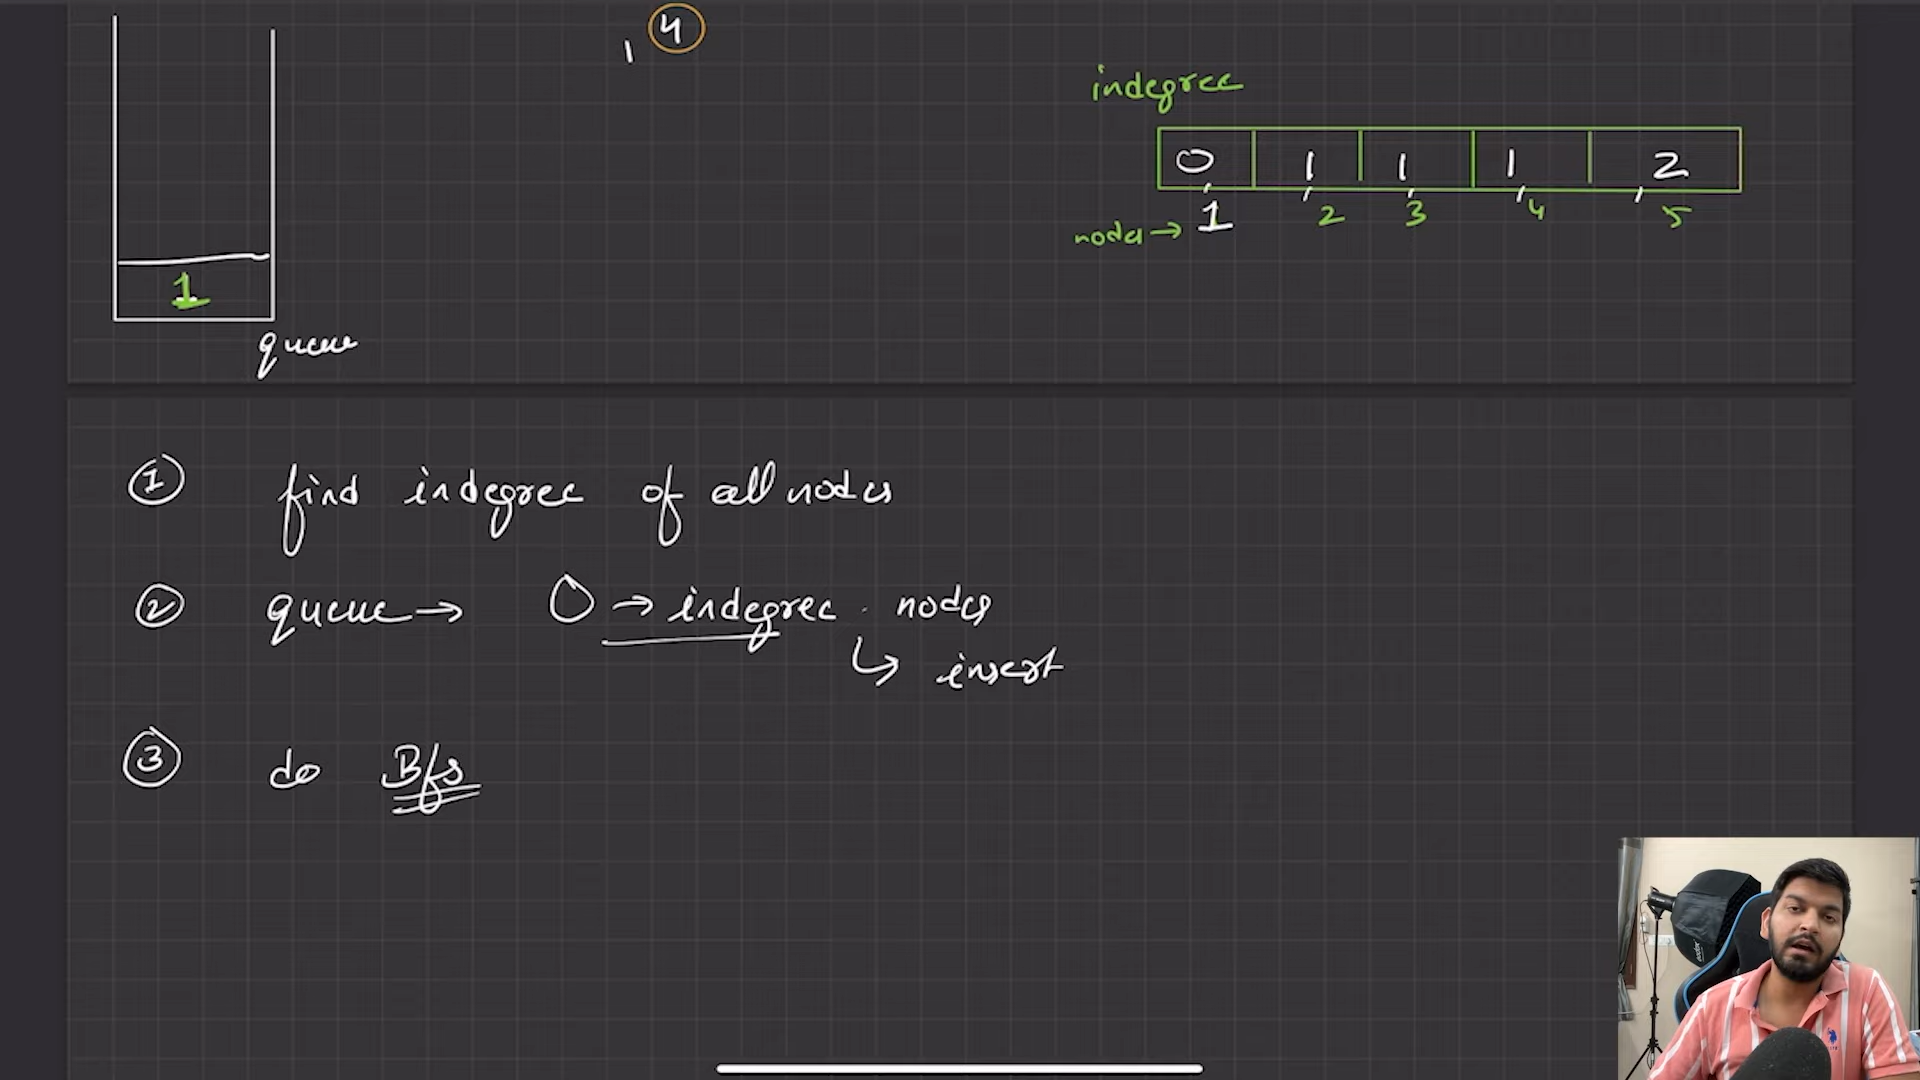 1 4
indegree
0 1 1 1 2
nodes → 1 2 3 4 5
1
queue
① find indegree of all nodes
② queue → 0 → indegree nodes
↳ insert
③ do Bfs